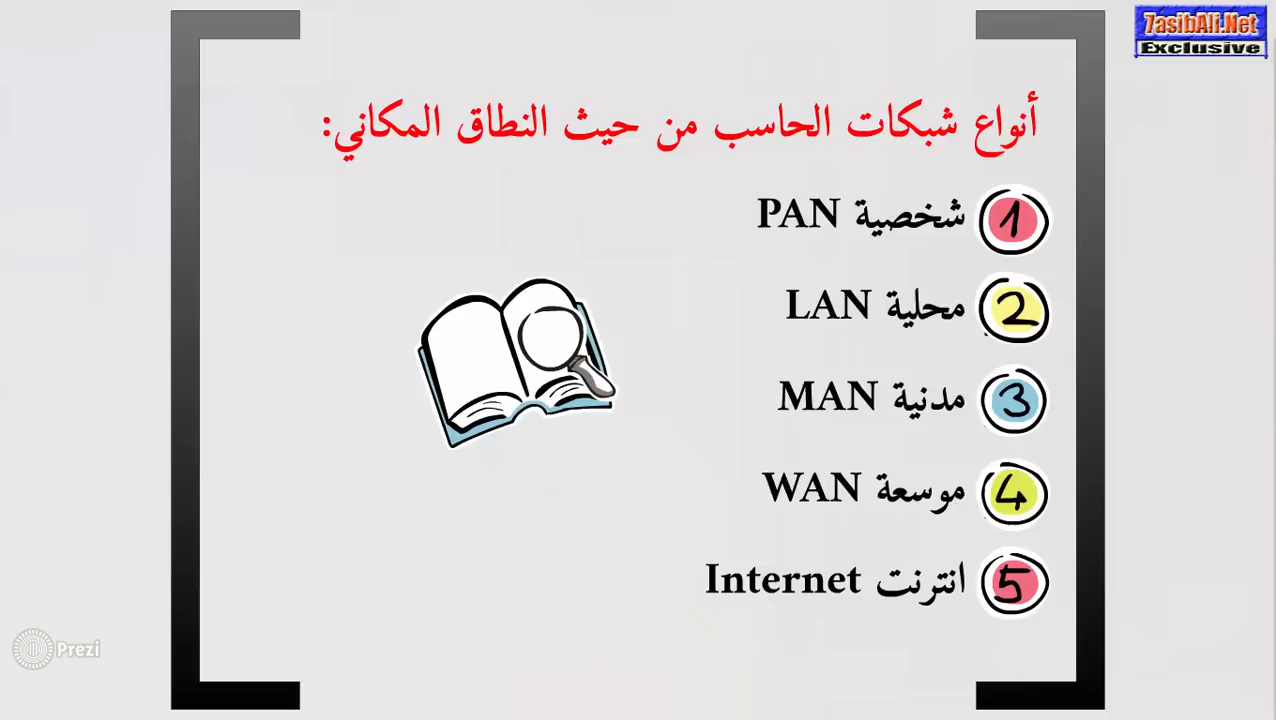 7asibAli.Net
Exclusive
أنواع شبكات الحاسب من حيث النطاق المكاني:
1 شخصية PAN
2 محلية LAN
3 مدنية MAN
4 موسعة WAN
5 انترنت Internet
Prezi